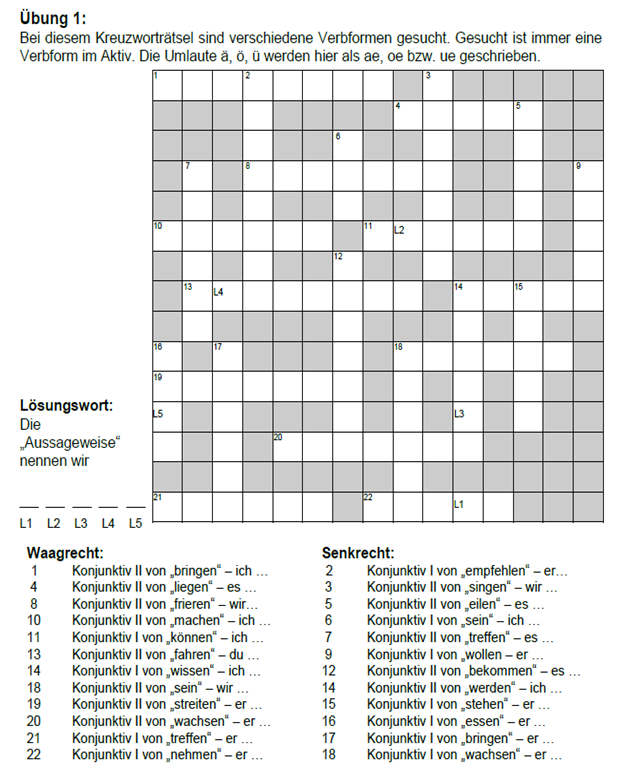 Übung 1:
Bei diesem Kreuzworträtsel sind verschiedene Verbformen gesucht. Gesucht ist immer eine
Verbform im Aktiv. Die Umlaute ä, ö, ü werden hier als ae, oe bzw. ue geschrieben.
1 2 3
4 5
6
7 8 9
10 11 L2
12
13 L4 14 15
16 17 18
19
L5 L3
20
21 22 L1
Lösungswort:
Die
„Aussageweise“
nennen wir
__ __ __ __ __
L1 L2 L3 L4 L5
Waagrecht:
1 Konjunktiv II von „bringen“ – ich …
4 Konjunktiv II von „liegen“ – es …
8 Konjunktiv II von „frieren“ – wir…
10 Konjunktiv II von „machen“ – ich …
11 Konjunktiv I von „können“ – ich …
13 Konjunktiv II von „fahren“ – du …
14 Konjunktiv I von „wissen“ – ich …
18 Konjunktiv II von „sein“ – wir …
19 Konjunktiv II von „streiten“ – er …
20 Konjunktiv II von „wachsen“ – er …
21 Konjunktiv I von „treffen“ – er …
22 Konjunktiv I von „nehmen“ – er …
Senkrecht:
2 Konjunktiv I von „empfehlen“ – er…
3 Konjunktiv II von „singen“ – wir …
5 Konjunktiv II von „eilen“ – es …
6 Konjunktiv I von „sein“ – ich …
7 Konjunktiv II von „treffen“ – es …
9 Konjunktiv I von „wollen – er …
12 Konjunktiv II von „bekommen“ – es …
14 Konjunktiv II von „werden“ – ich …
15 Konjunktiv I von „stehen“ – er …
16 Konjunktiv I von „essen“ – er …
17 Konjunktiv I von „bringen“ – er …
18 Konjunktiv I von „wachsen“ – er …